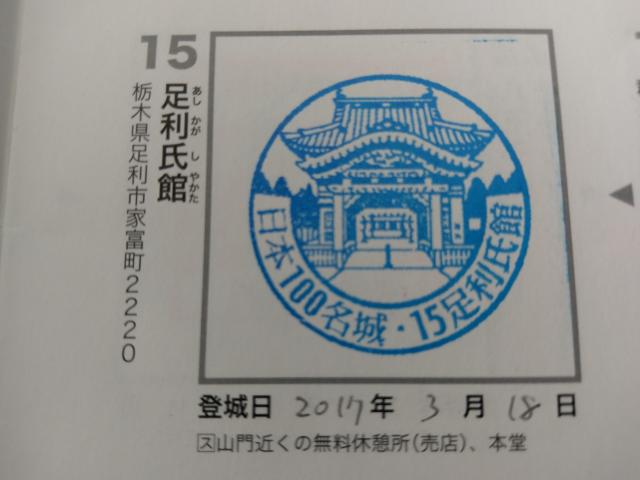 15
足利氏館
あしかがしやかた
栃木県足利市家富町2220
日本100名城・15足利氏館
登城日 2017年 3月 18日
㋜山門近くの無料休憩所(売店)、本堂